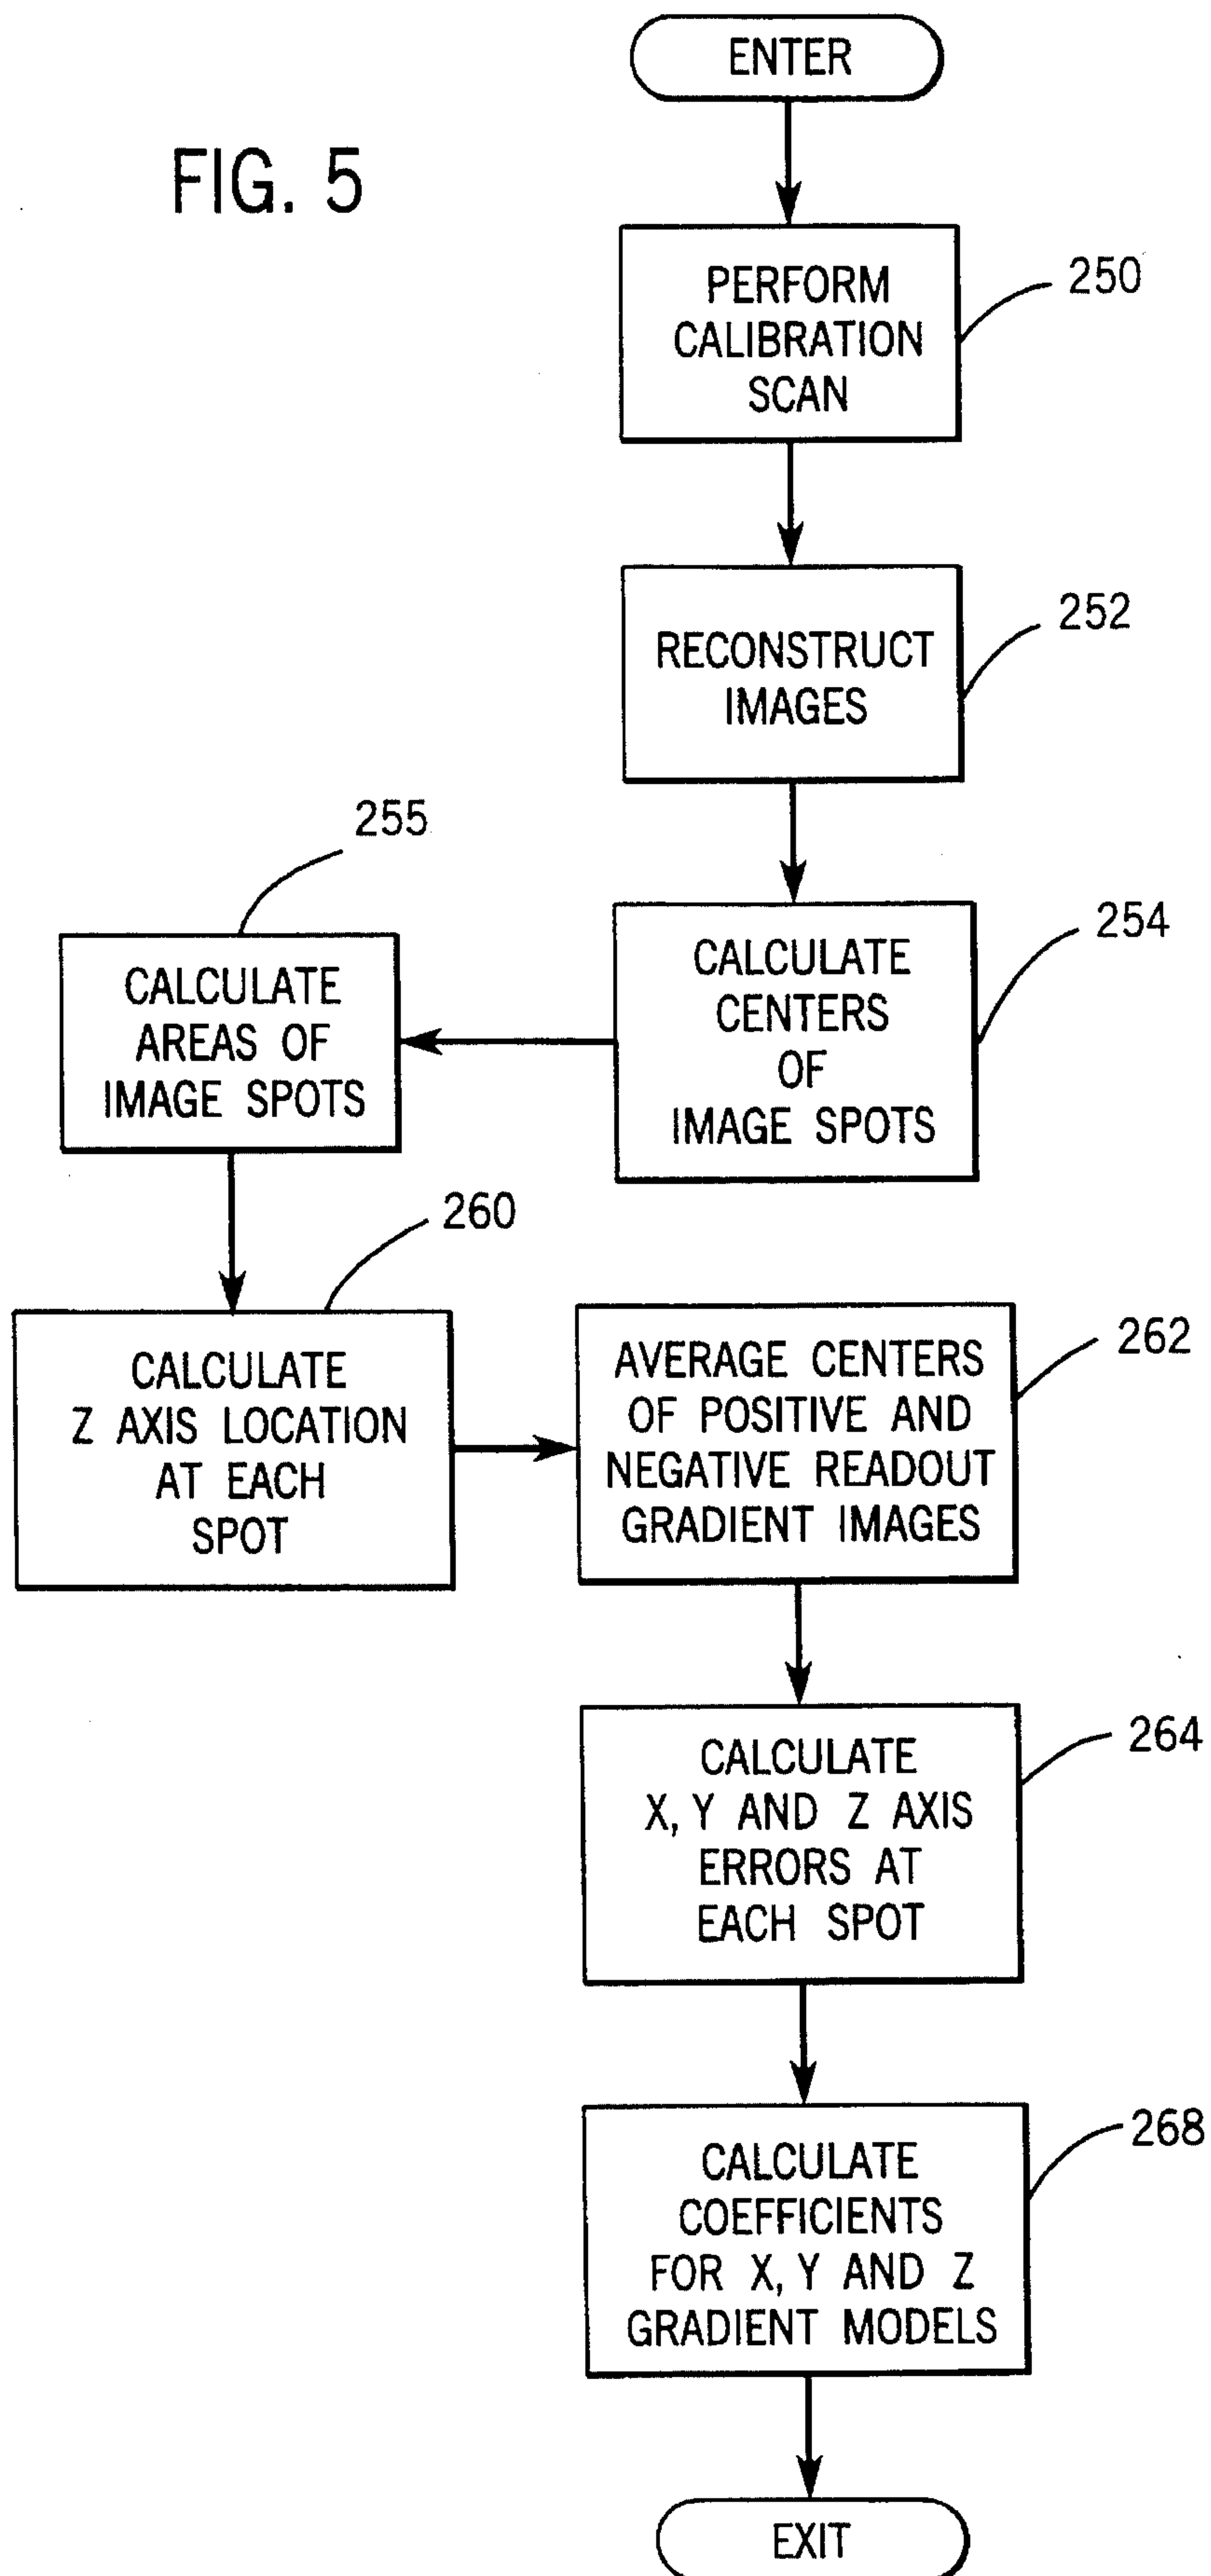 ENTER
FIG. 5
PERFORM
CALIBRATION
SCAN
250
RECONSTRUCT
IMAGES
252
CALCULATE
CENTERS
OF
IMAGE SPOTS
254
CALCULATE
AREAS OF
IMAGE SPOTS
255
CALCULATE
Z AXIS LOCATION
AT EACH
SPOT
260
AVERAGE CENTERS
OF POSITIVE AND
NEGATIVE READOUT
GRADIENT IMAGES
262
CALCULATE
X, Y AND Z AXIS
ERRORS AT
EACH SPOT
264
CALCULATE
COEFFICIENTS
FOR X, Y AND Z
GRADIENT MODELS
268
EXIT